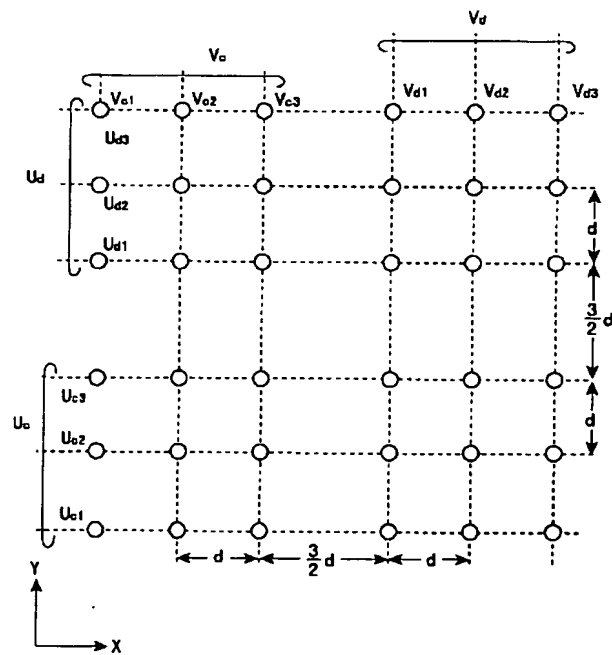 Vd
Vc
Vc1 Vc2 Vc3 Vd1 Vd2 Vd3
Ud3
Ud
Ud2
Ud1
d
3/2 d
Uc3
d
Uc
Uc2
Uc1
d 3/2 d d
Y
X